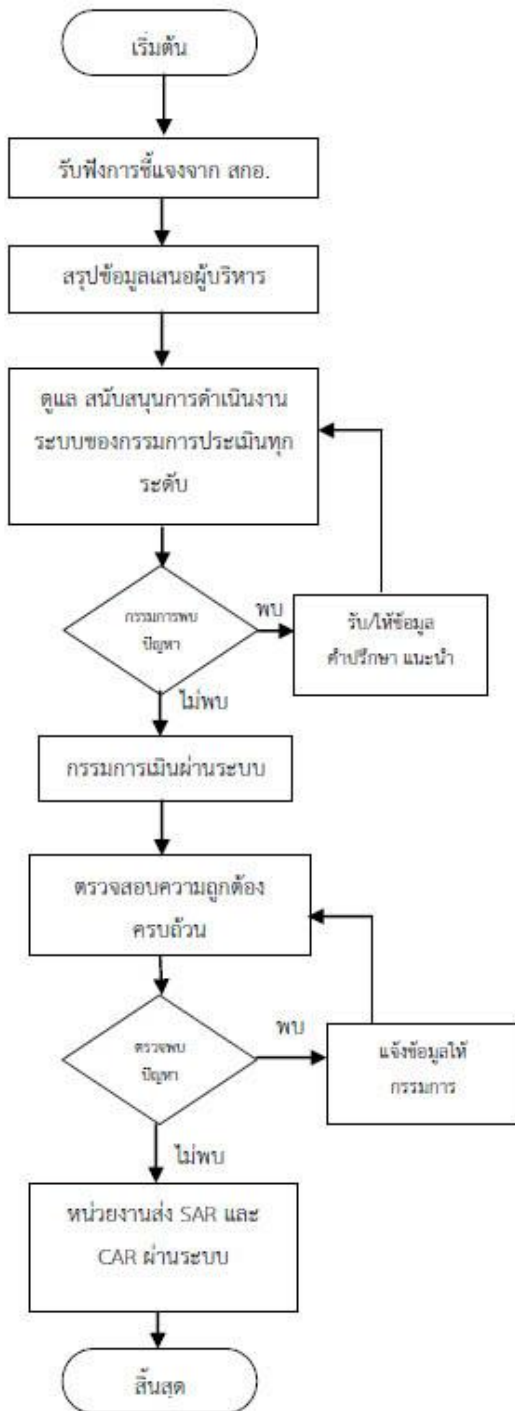 เริ่มต้น
รับฟังการชี้แจงจาก สกอ.
สรุปข้อมูลเสนอผู้บริหาร
ดูแล สนับสนุนการดำเนินงาน
ระบบของกรรมการประเมินทุก
ระดับ
กรรมการพบ
ปัญหา
พบ
รับ/ให้ข้อมูล
คำปรึกษา แนะนำ
ไม่พบ
กรรมการเมินผ่านระบบ
ตรวจสอบความถูกต้อง
ครบถ้วน
ตรวจพบ
ปัญหา
พบ
แจ้งข้อมูลให้
กรรมการ
ไม่พบ
หน่วยงานส่ง SAR และ
CAR ผ่านระบบ
สิ้นสุด